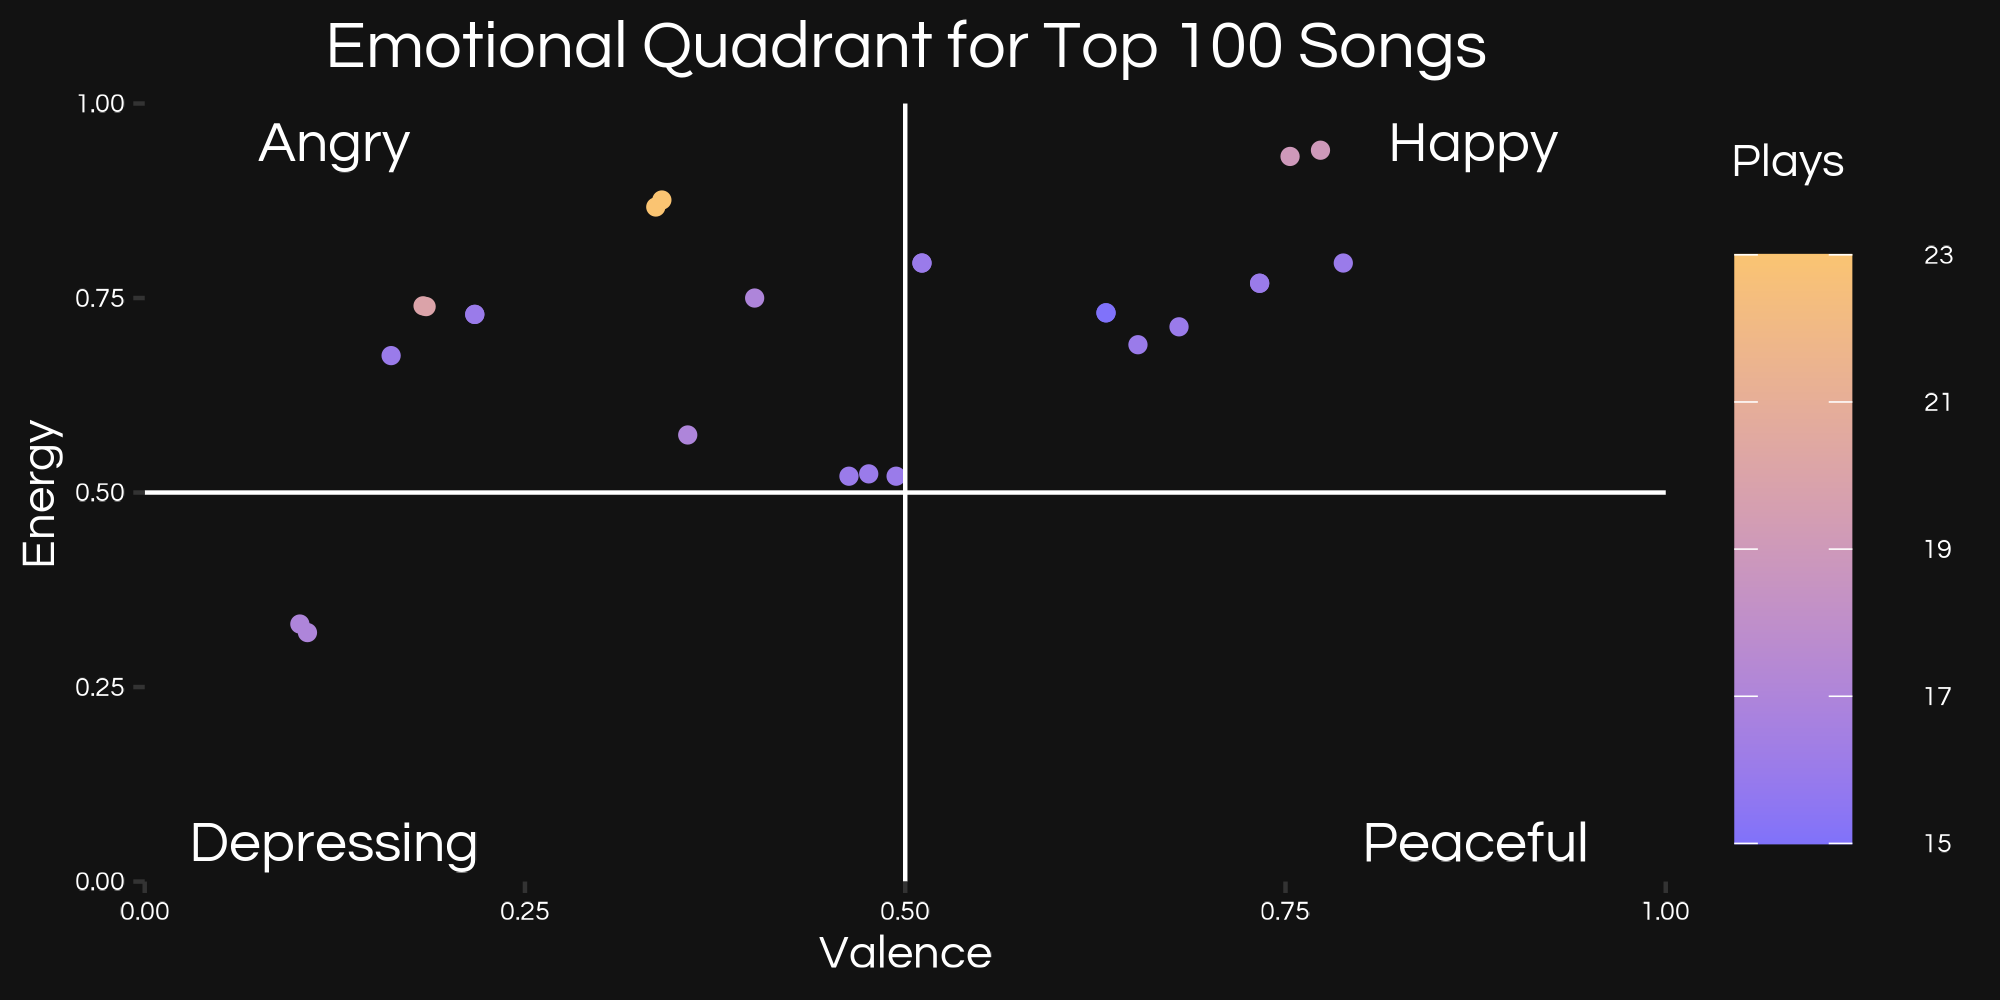 Emotional Quadrant for Top 100 Songs
1.00
Angry
Happy
Plays
23
0.75
21
Energy
0.50
19
0.25
17
Depressing
Peaceful
15
0.00
0.00
0.25
0.50
0.75
1.00
Valence